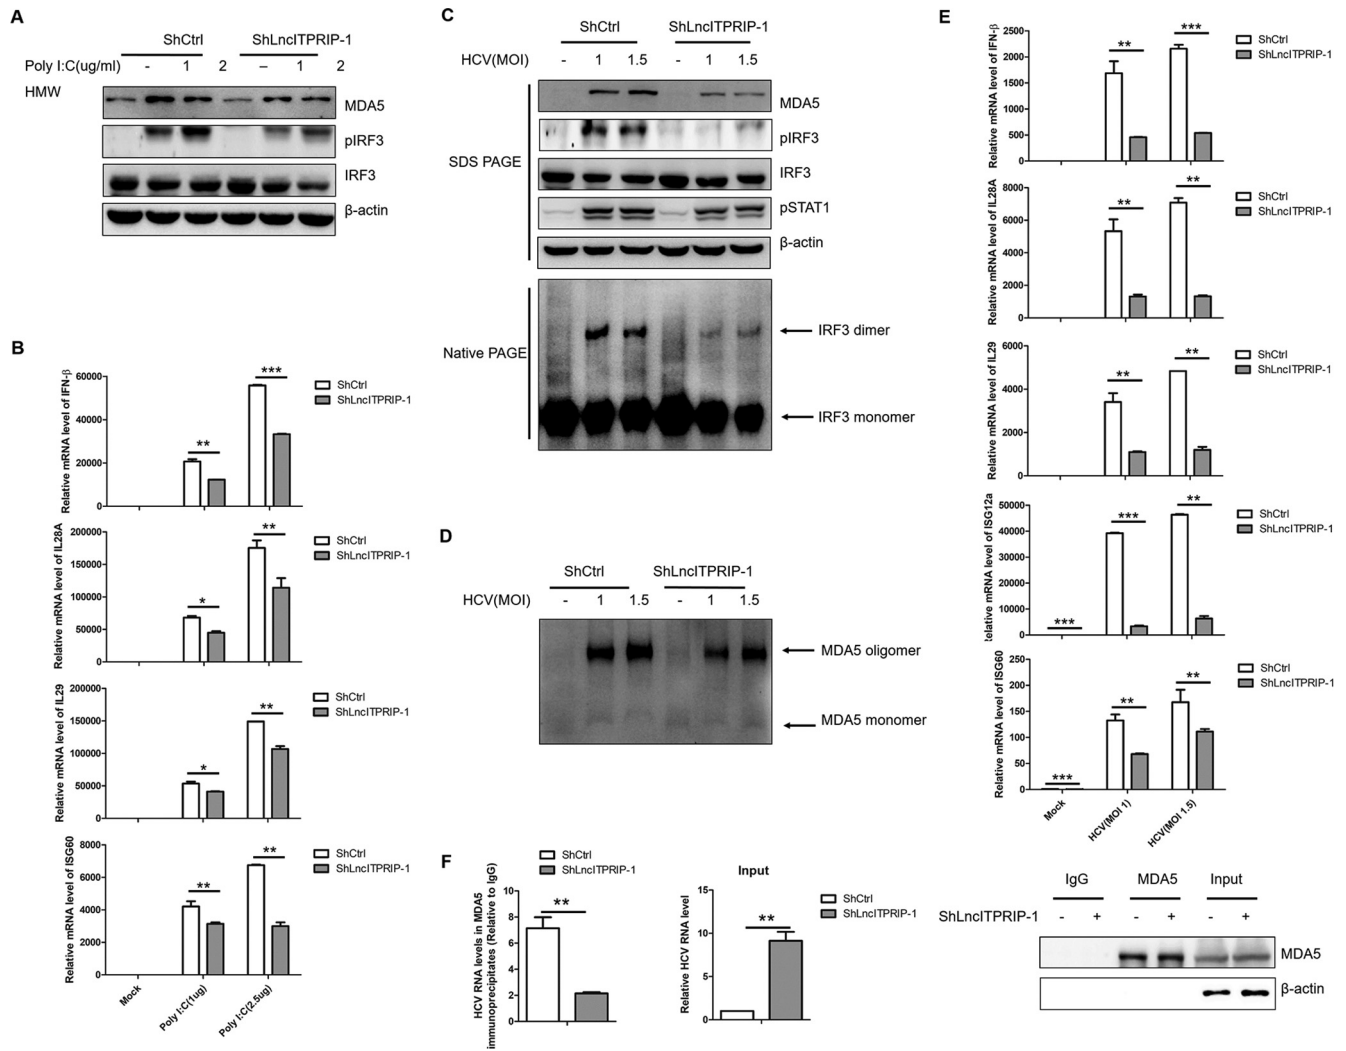 A
ShCtrl ShLncITPRIP-1
Poly I:C(ug/ml) - 1 2 – 1 2
HMW
MDA5
pIRF3
IRF3
β-actin
B
Relative mRNA level of IFN-β
60000
40000
20000
0
** ***
ShCtrl
ShLncITPRIP-1
Relative mRNA level of IL28A
200000
150000
100000
50000
0
* **
ShCtrl
ShLncITPRIP-1
Relative mRNA level of IL29
200000
150000
100000
50000
0
* **
ShCtrl
ShLncITPRIP-1
Relative mRNA level of ISG60
8000
6000
4000
2000
0
** **
ShCtrl
ShLncITPRIP-1
Mock Poly I:C(1ug) Poly I:C(2.5ug)
C
ShCtrl ShLncITPRIP-1
HCV(MOI) - 1 1.5 - 1 1.5
SDS PAGE
MDA5
pIRF3
IRF3
pSTAT1
β-actin
Native PAGE
IRF3 dimer
IRF3 monomer
D
ShCtrl ShLncITPRIP-1
HCV(MOI) - 1 1.5 - 1 1.5
MDA5 oligomer
MDA5 monomer
E
Relative mRNA level of IFN-β
2500
2000
1500
1000
500
0
** ***
ShCtrl
ShLncITPRIP-1
Relative mRNA level of IL28A
8000
6000
4000
2000
0
** **
ShCtrl
ShLncITPRIP-1
Relative mRNA level of IL29
6000
4000
2000
0
** **
ShCtrl
ShLncITPRIP-1
Relative mRNA level of ISG12a
50000
40000
30000
20000
10000
0
*** *** **
ShCtrl
ShLncITPRIP-1
Relative mRNA level of ISG60
250
200
150
100
50
0
*** ** **
ShCtrl
ShLncITPRIP-1
Mock HCV(MOI 1) HCV(MOI 1.5)
F
ShCtrl
ShLncITPRIP-1
HCV RNA levels in MDA5
immunoprecipitates (Relative to IgG)
10
8
6
4
2
0
**
Input
Relative HCV RNA level
15
10
5
0
**
ShCtrl
ShLncITPRIP-1
IgG MDA5 Input
ShLncITPRIP-1 - + - + - +
MDA5
β-actin